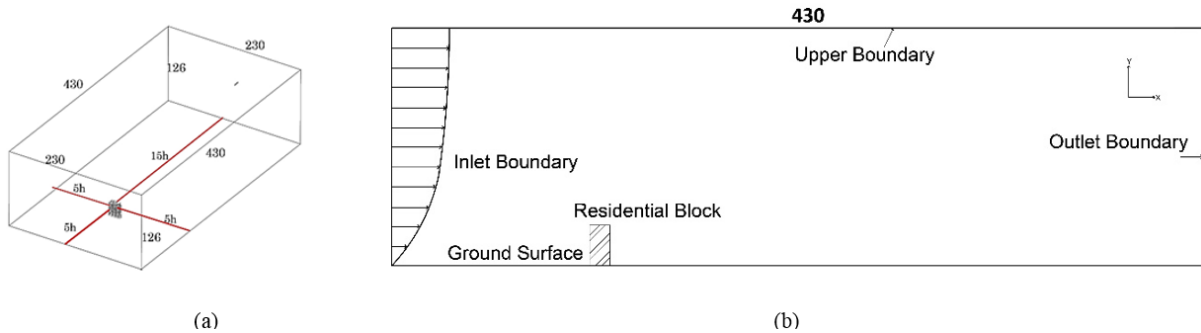 230
126
430
15h
430
230
5h
5h
5h
126
(a)
430
Upper Boundary
Y
X
Outlet Boundary
Inlet Boundary
Residential Block
Ground Surface
(b)